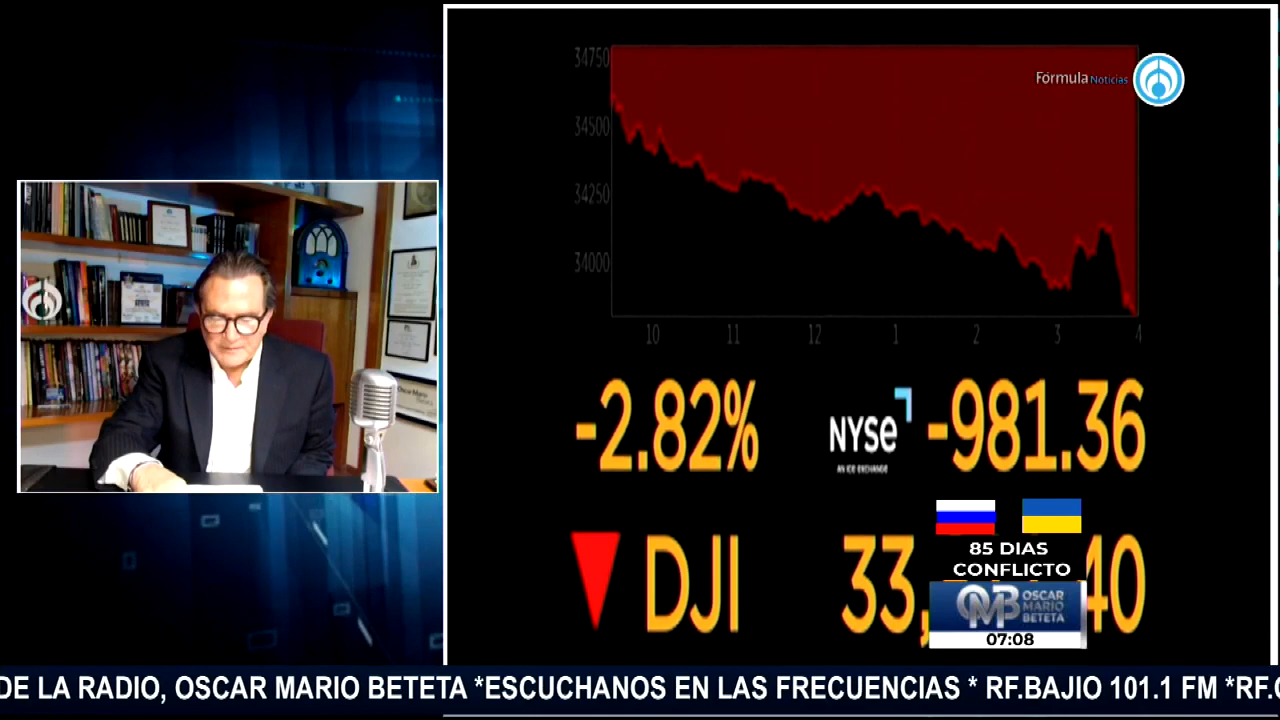 34750
34500
34250
34000
10 11 12 1 2 3 4
Fórmula Noticias
-2.82%
NYSE
AN ICE EXCHANGE
-981.36
DJI
33,
40
85 DIAS
CONFLICTO
OMB
OSCAR
MARIO
BETETA
07:08
DE LA RADIO, OSCAR MARIO BETETA *ESCUCHANOS EN LAS FRECUENCIAS * RF.BAJIO 101.1 FM *RF.